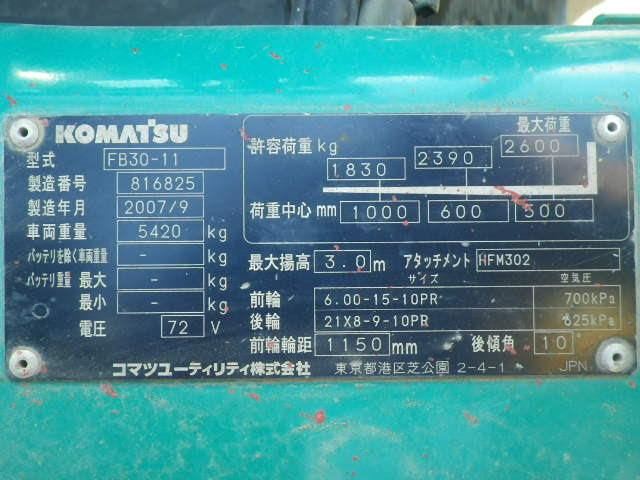 KOMATSU
型式 FB30-11
製造番号 816825
製造年月 2007/9
車両重量 5420 kg
バッテリを除く車両重量 - kg
バッテリ重量 最大 - kg
最小 - kg
電圧 72 V
最大荷重
許容荷重 kg 1830 2390 2600
荷重中心 mm 1000 600 500
最大揚高 3.0 m アタッチメント HFM302
サイズ 空気圧
前輪 6.00-15-10PR 700kPa
後輪 21X8-9-10PR 625kPa
前輪輪距 1150 mm 後傾角 10
コマツユーティリティ株式会社 東京都港区芝公園 2-4-1 JPN